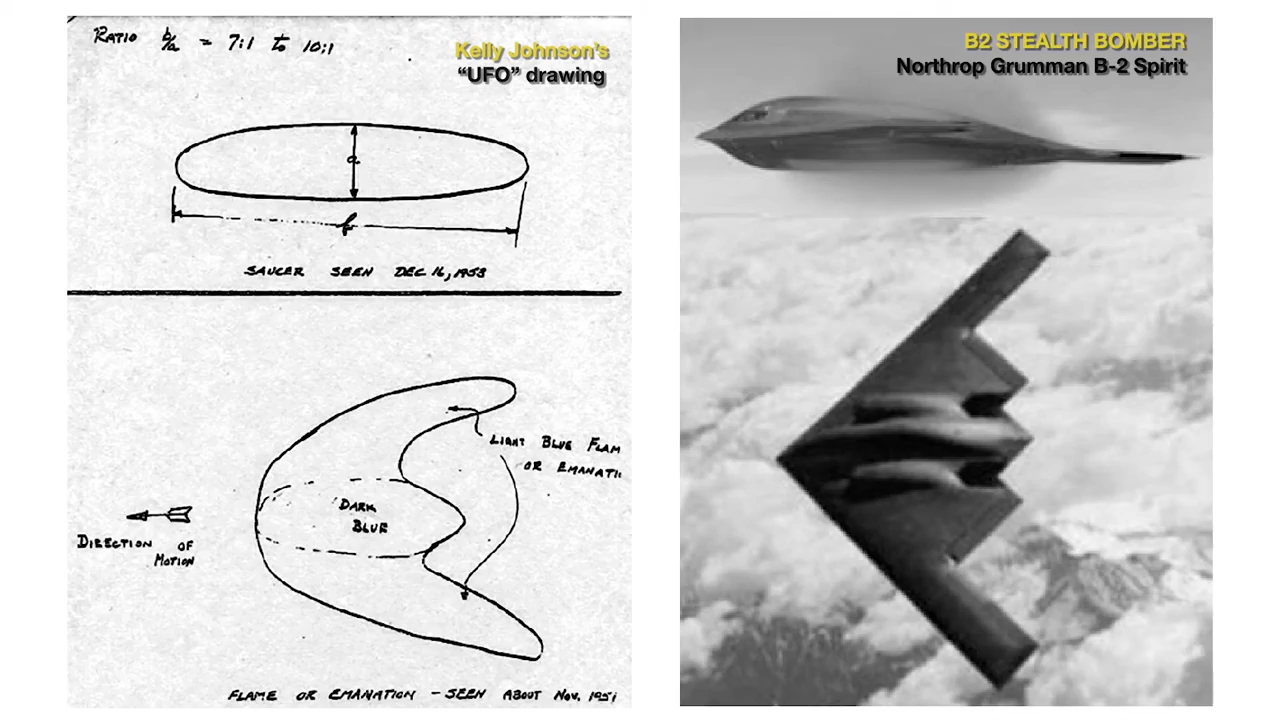 RATIO b/a = 7:1 to 10:1
Kelly Johnson's
"UFO" drawing
a
b
SAUCER SEEN DEC 16, 1953
LIGHT BLUE FLAM
OR EMANATI
DARK
BLUR
DIRECTION OF
MOTION
FLAME OR EMANATION - SEEN ABOUT NOV. 1951
B2 STEALTH BOMBER
Northrop Grumman B-2 Spirit